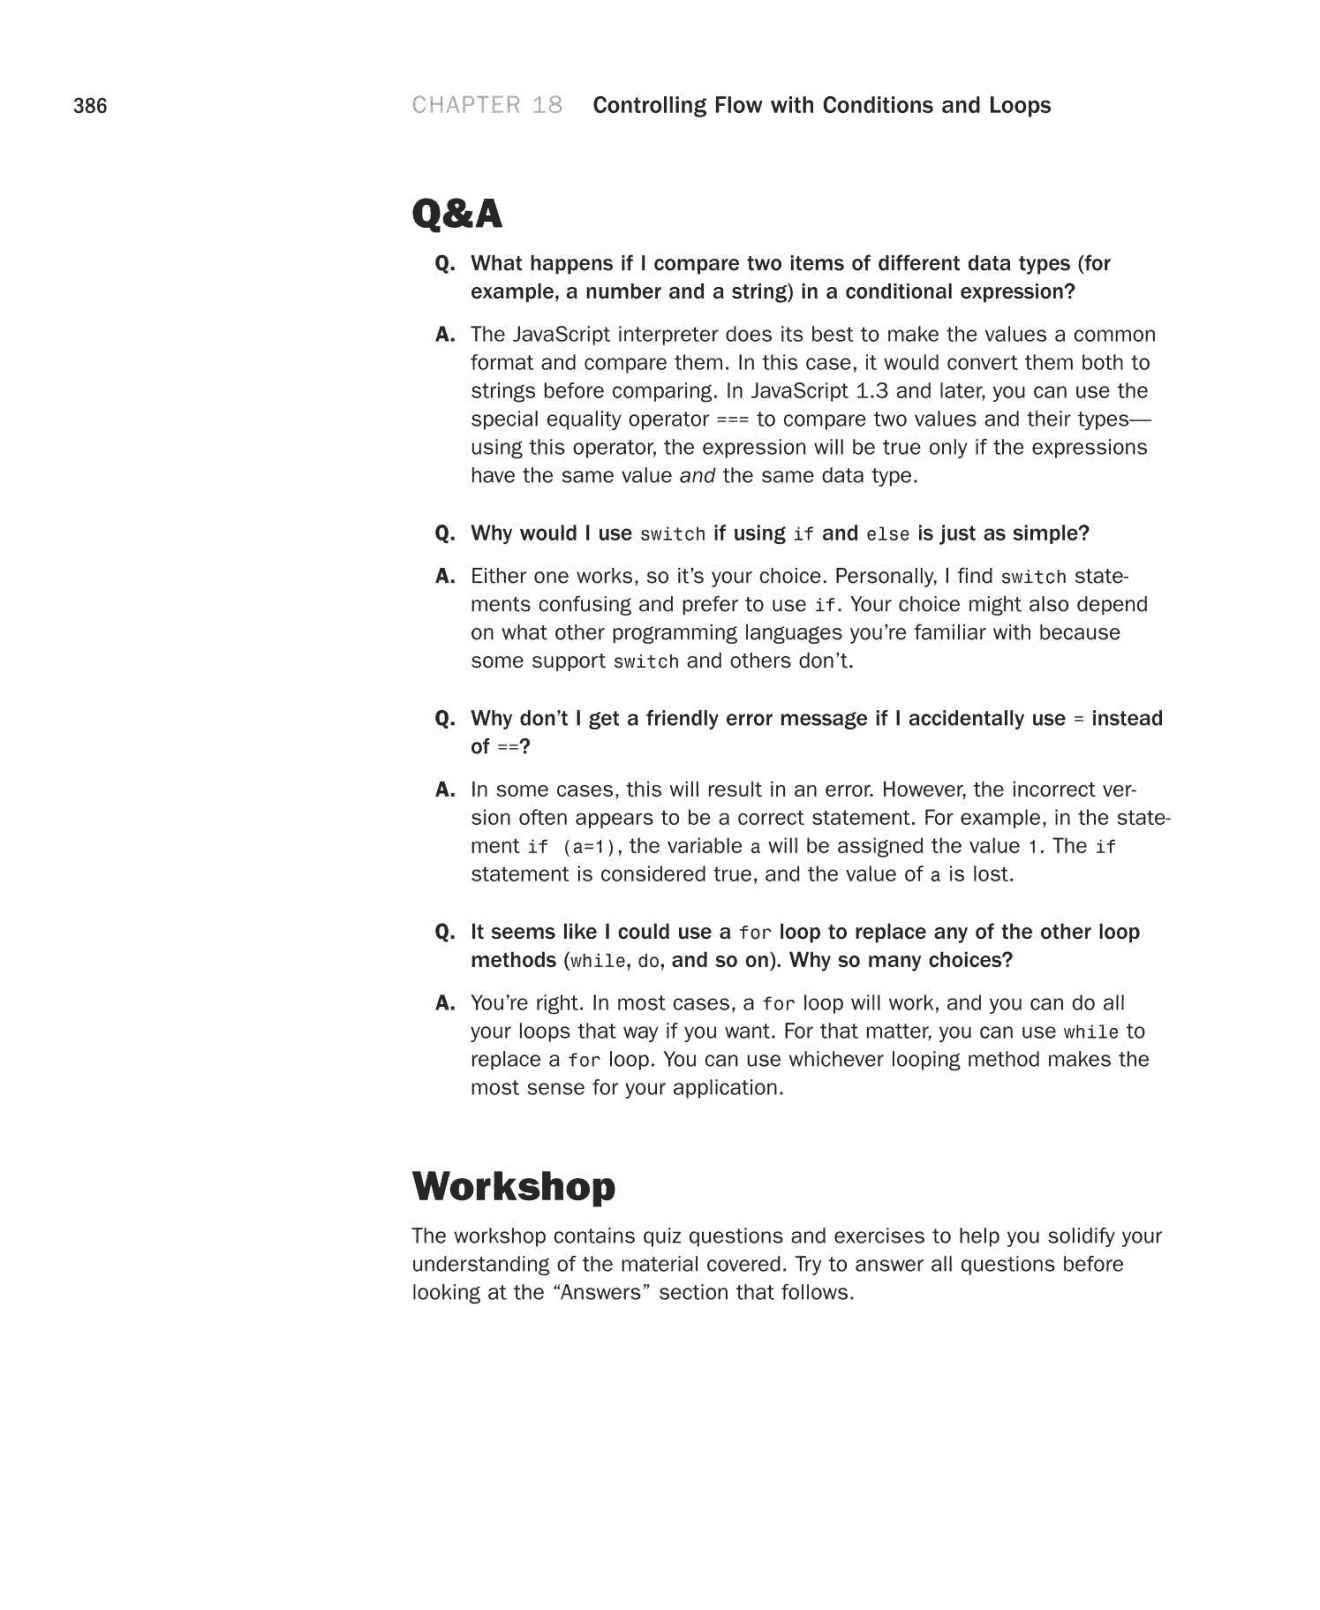 386
CHAPTER 18 Controlling Flow with Conditions and Loops
Q&A
Q. What happens if I compare two items of different data types (for
example, a number and a string) in a conditional expression?
A. The JavaScript interpreter does its best to make the values a common
format and compare them. In this case, it would convert them both to
strings before comparing. In JavaScript 1.3 and later, you can use the
special equality operator === to compare two values and their types—
using this operator, the expression will be true only if the expressions
have the same value and the same data type.
Q. Why would I use switch if using if and else is just as simple?
A. Either one works, so it’s your choice. Personally, I find switch state-
ments confusing and prefer to use if. Your choice might also depend
on what other programming languages you’re familiar with because
some support switch and others don’t.
Q. Why don’t I get a friendly error message if I accidentally use = instead
of ==?
A. In some cases, this will result in an error. However, the incorrect ver-
sion often appears to be a correct statement. For example, in the state-
ment if (a=1), the variable a will be assigned the value 1. The if
statement is considered true, and the value of a is lost.
Q. It seems like I could use a for loop to replace any of the other loop
methods (while, do, and so on). Why so many choices?
A. You’re right. In most cases, a for loop will work, and you can do all
your loops that way if you want. For that matter, you can use while to
replace a for loop. You can use whichever looping method makes the
most sense for your application.
Workshop
The workshop contains quiz questions and exercises to help you solidify your
understanding of the material covered. Try to answer all questions before
looking at the “Answers” section that follows.